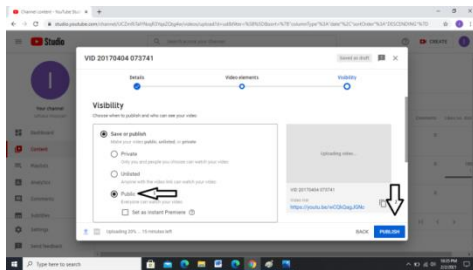 Channel content - YouTube Stu
Studio
CREATE
VID 20170404 073741
Saved as draft
Details
Video elements
Visibility
Visibility
Choose when to publish and who can see your video
Save or publish
Make your video public, unlisted, or private
Private
Only you and people you choose can watch your video
Unlisted
Anyone with the video link can watch your video
Public
Everyone can watch your video
Set as instant Premiere
Uploading video...
VID 20170404 073741
Video link
Uploading 20% ... 15 minutes left
BACK
PUBLISH
Your channel
Dashboard
Content
Playlists
Analytics
Comments
Subtitles
Settings
Send feedback
Type here to search